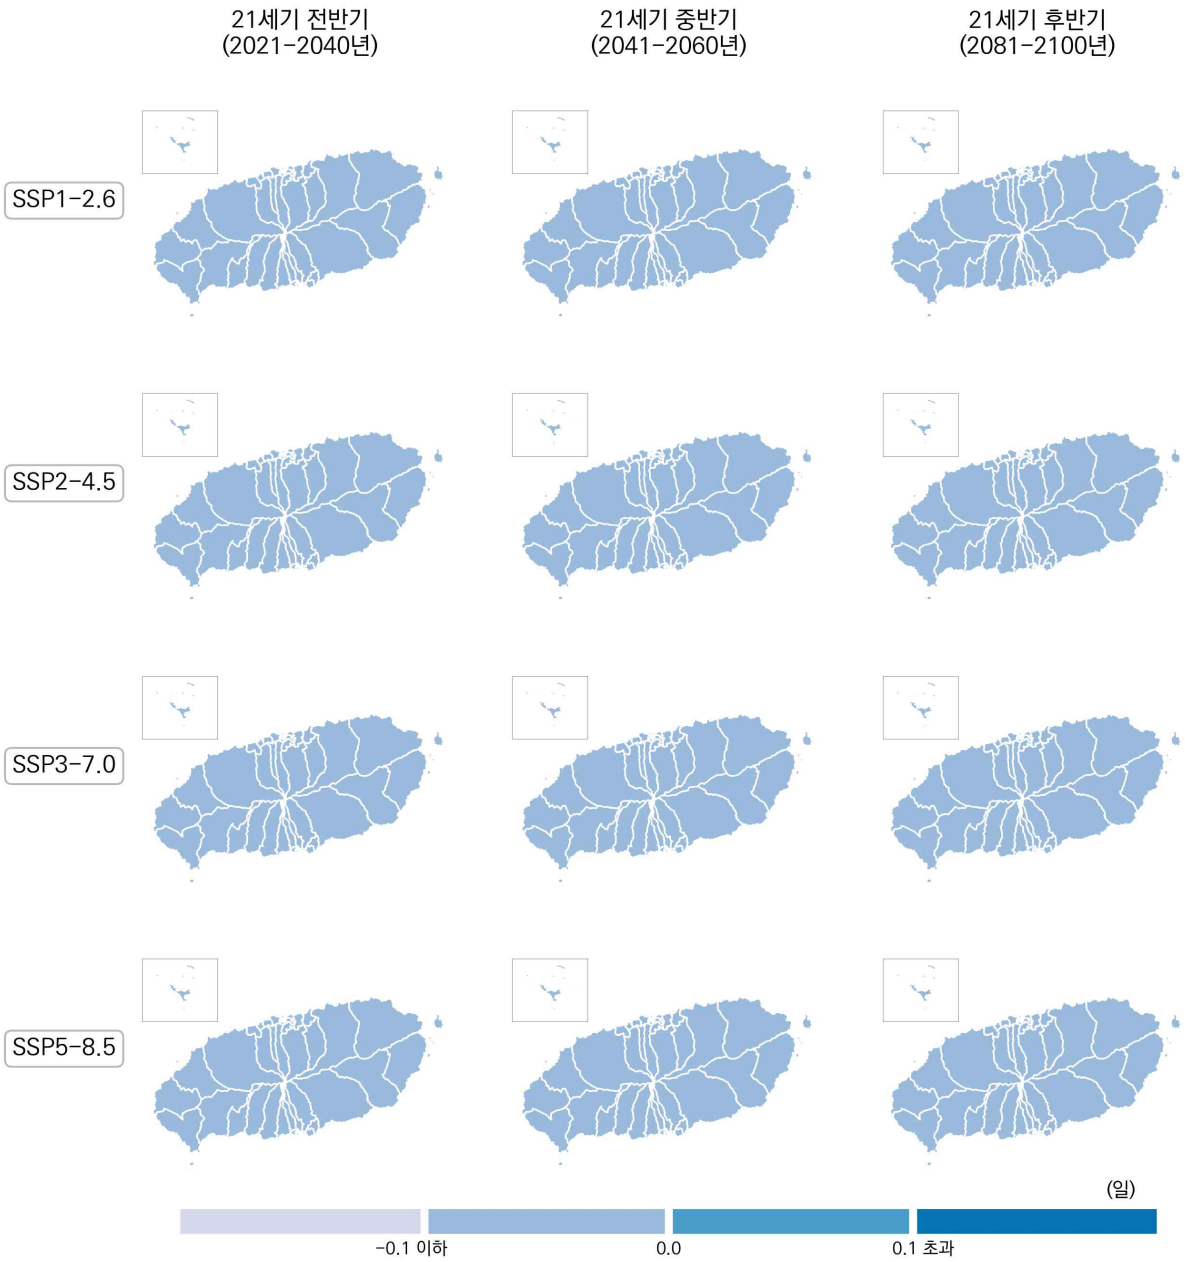 21세기 전반기
(2021-2040년)
21세기 중반기
(2041-2060년)
21세기 후반기
(2081-2100년)
SSP1-2.6
SSP2-4.5
SSP3-7.0
SSP5-8.5
(일)
-0.1 이하
0.0
0.1 초과